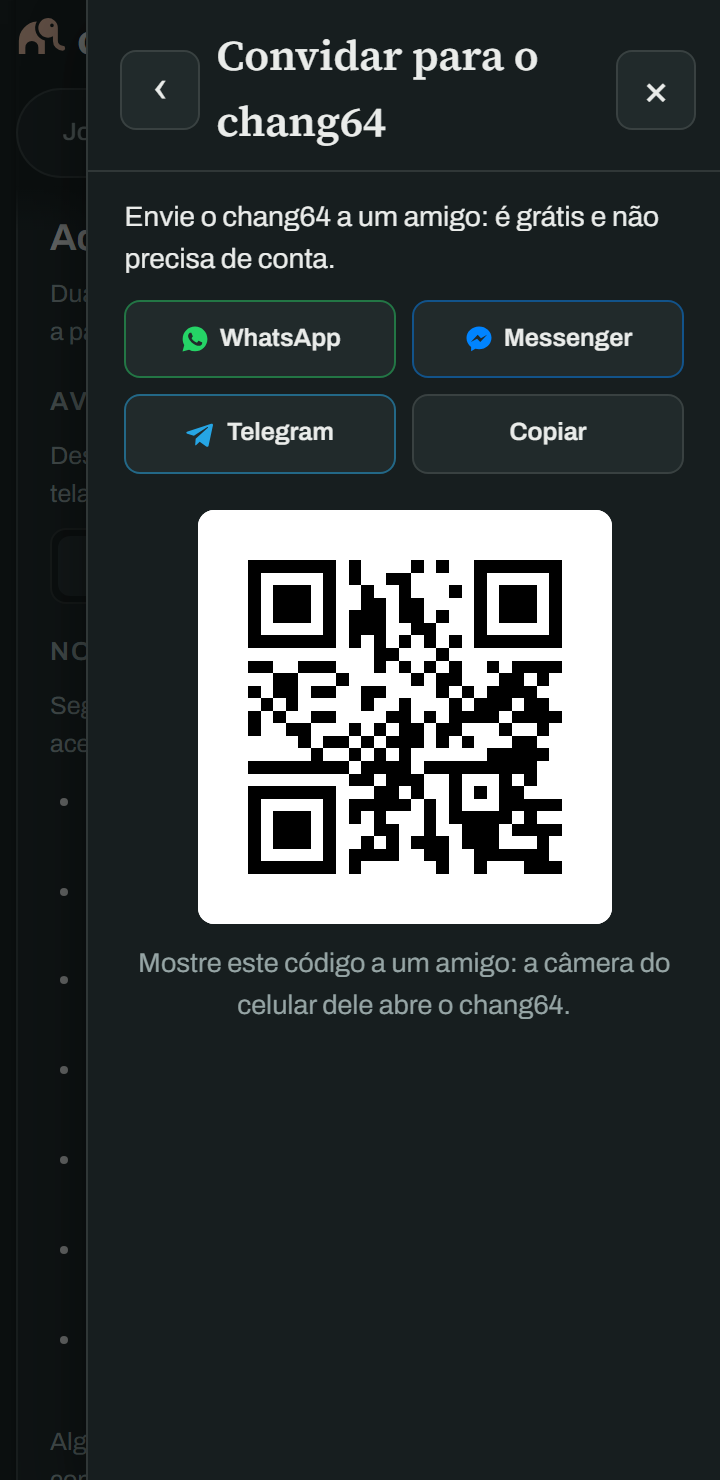 Convidar para o
chang64
Envie o chang64 a um amigo: é grátis e não
precisa de conta.
WhatsApp
Messenger
Telegram
Copiar
Mostre este código a um amigo: a câmera do
celular dele abre o chang64.